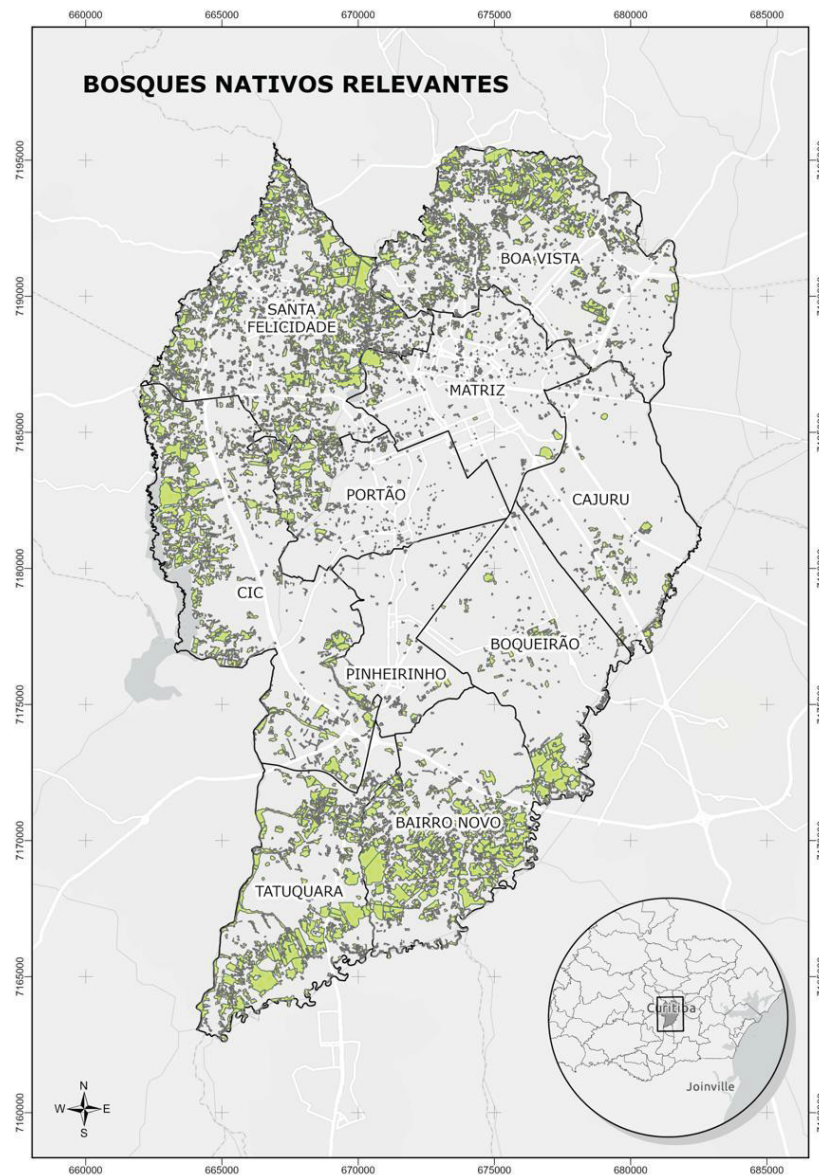 660000 665000 670000 675000 680000 685000
BOSQUES NATIVOS RELEVANTES
7195000
BOA VISTA
7190000
SANTA
FELICIDADE
MATRIZ
7185000
PORTÃO
CAJURU
7180000
CIC
BOQUEIRÃO
PINHEIRINHO
7175000
BAIRRO NOVO
7170000
TATUQUARA
7165000
Curitiba
Joinville
N
W E
S
7160000
660000 665000 670000 675000 680000 685000